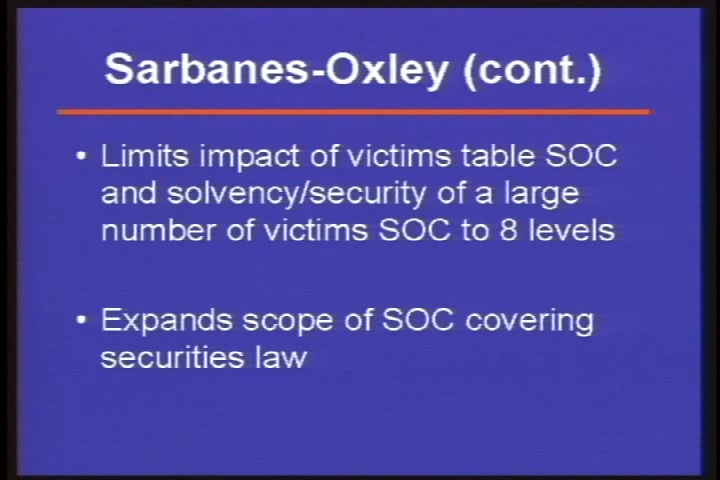 Sarbanes-Oxley (cont.)
• Limits impact of victims table SOC
and solvency/security of a large
number of victims SOC to 8 levels
• Expands scope of SOC covering
securities law